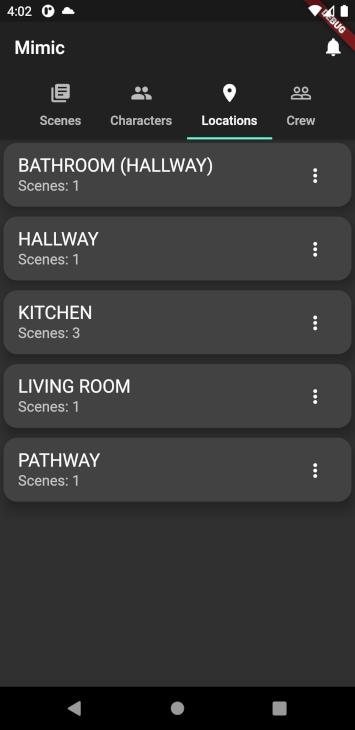 4:02
DEBUG
Mimic
Scenes Characters Locations Crew
BATHROOM (HALLWAY)
Scenes: 1
HALLWAY
Scenes: 1
KITCHEN
Scenes: 3
LIVING ROOM
Scenes: 1
PATHWAY
Scenes: 1